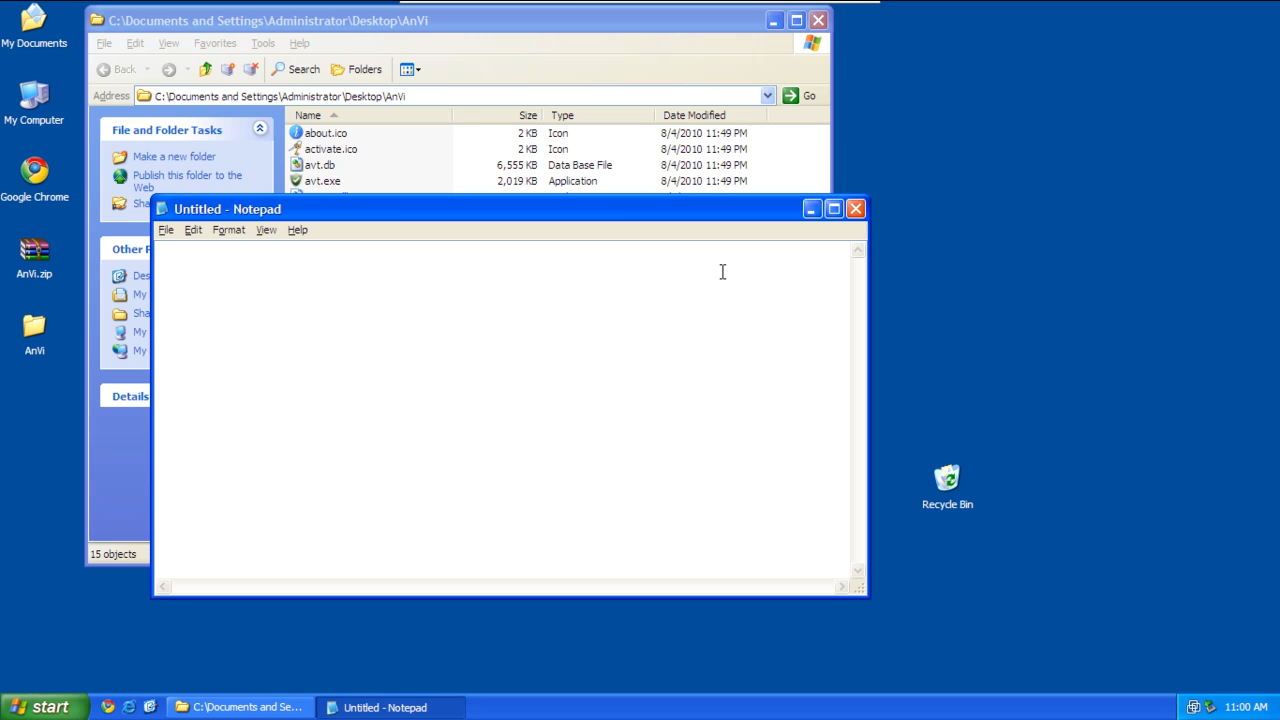 My Documents
My Computer
Google Chrome
AnVi.zip
AnVi
C:\Documents and Settings\Administrator\Desktop\AnVi
File Edit View Favorites Tools Help
Back Search Folders
Address C:\Documents and Settings\Administrator\Desktop\AnVi Go
File and Folder Tasks
Make a new folder
Publish this folder to the
Web
Sha
Other P
Des
My
Sha
My
My
Details
15 objects
Name Size Type Date Modified
about.ico 2 KB Icon 8/4/2010 11:49 PM
activate.ico 2 KB Icon 8/4/2010 11:49 PM
avt.db 6,555 KB Data Base File 8/4/2010 11:49 PM
avt.exe 2,019 KB Application 8/4/2010 11:49 PM
Untitled - Notepad
File Edit Format View Help
Recycle Bin
start C:\Documents and Se... Untitled - Notepad 11:00 AM